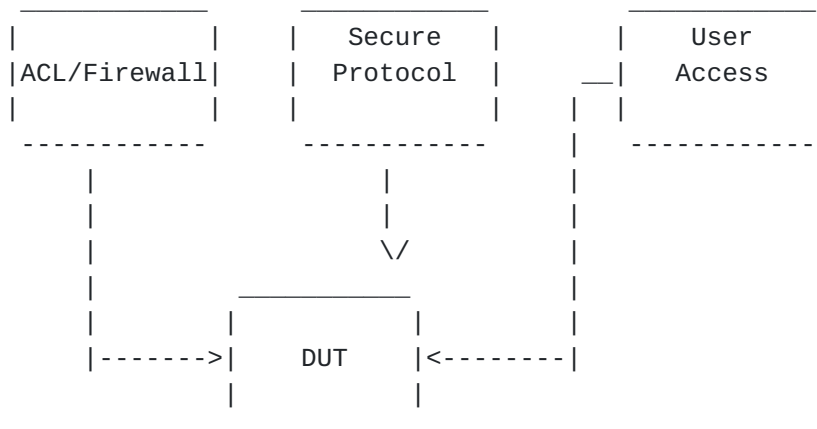 Secure
User
ACL/Firewall
Protocol
Access
DUT